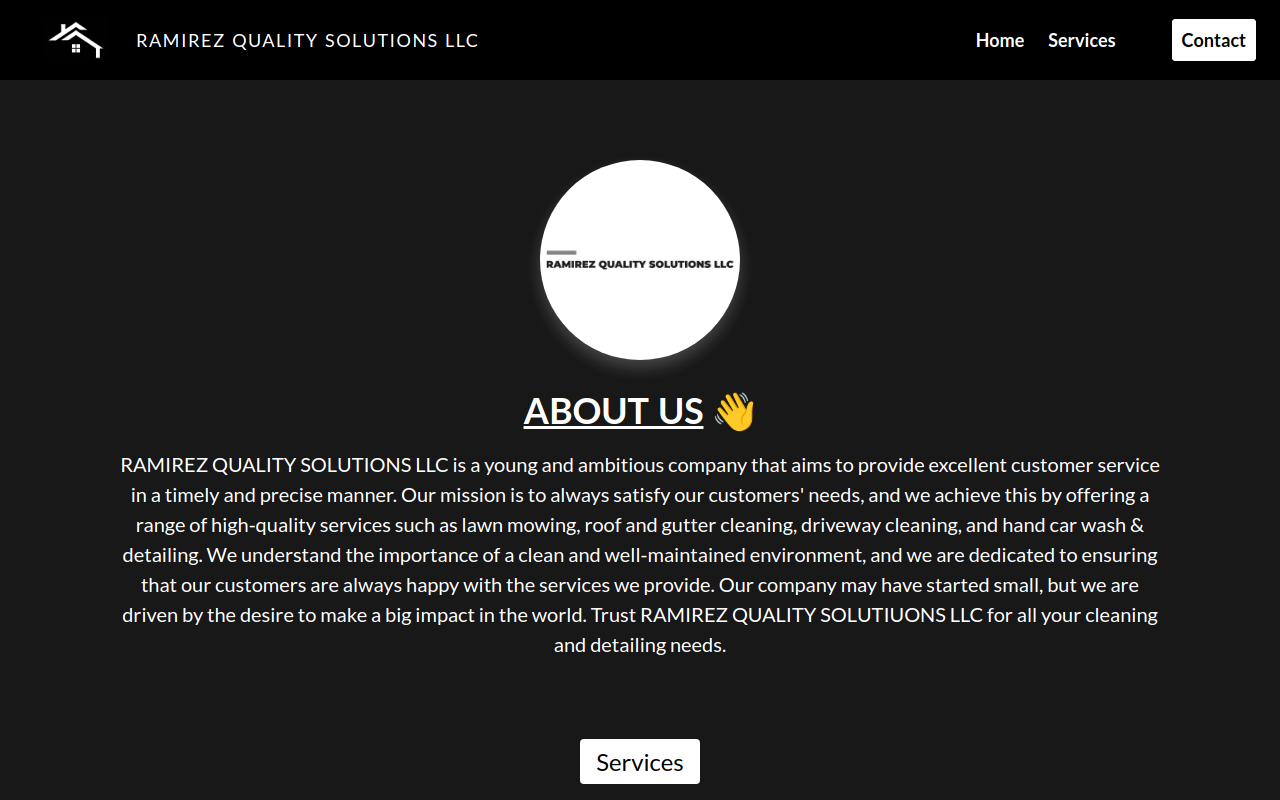 RAMIREZ QUALITY SOLUTIONS LLC
Home
Services
Contact
RAMIREZ QUALITY SOLUTIONS LLC
ABOUT US 👋
RAMIREZ QUALITY SOLUTIONS LLC is a young and ambitious company that aims to provide excellent customer service
in a timely and precise manner. Our mission is to always satisfy our customers' needs, and we achieve this by offering a
range of high-quality services such as lawn mowing, roof and gutter cleaning, driveway cleaning, and hand car wash &
detailing. We understand the importance of a clean and well-maintained environment, and we are dedicated to ensuring
that our customers are always happy with the services we provide. Our company may have started small, but we are
driven by the desire to make a big impact in the world. Trust RAMIREZ QUALITY SOLUTIUONS LLC for all your cleaning
and detailing needs.
Services